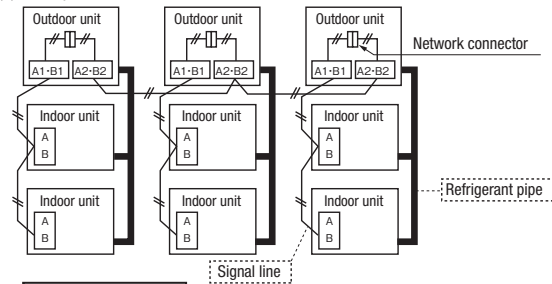 Outdoor unit Outdoor unit Outdoor unit
Network connector
A1·B1 A2·B2 A1·B1 A2·B2 A1·B1 A2·B2
Indoor unit Indoor unit Indoor unit
A A A
B B B
Indoor unit Indoor unit Indoor unit
Refrigerant pipe
A A A
B B B
Signal line